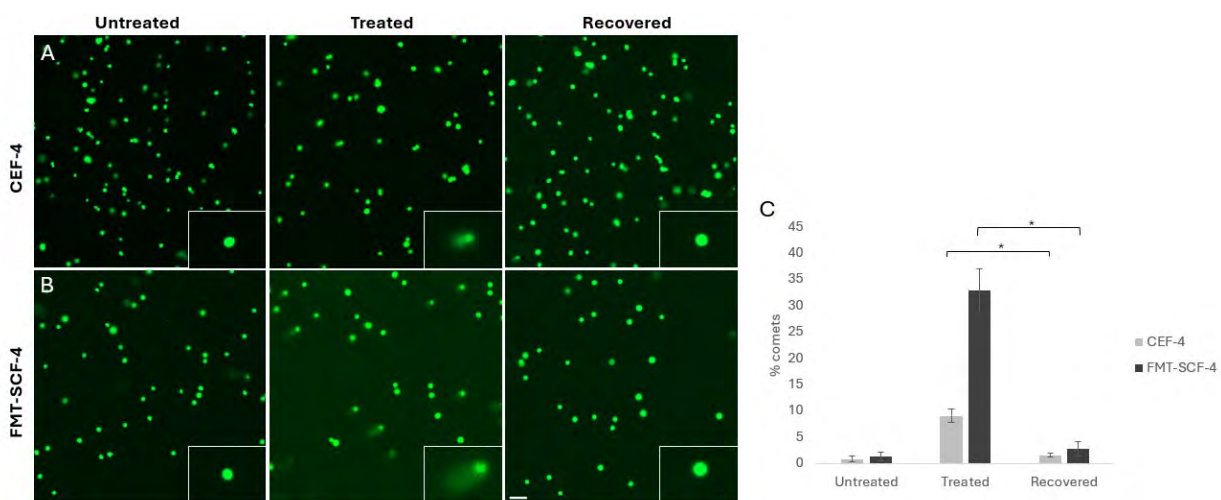 Untreated Treated Recovered
A
CEF-4
B
FMT-SCF-4
C
% comets
45
40
35
30
25
20
15
10
5
0
*
*
Untreated Treated Recovered
CEF-4
FMT-SCF-4